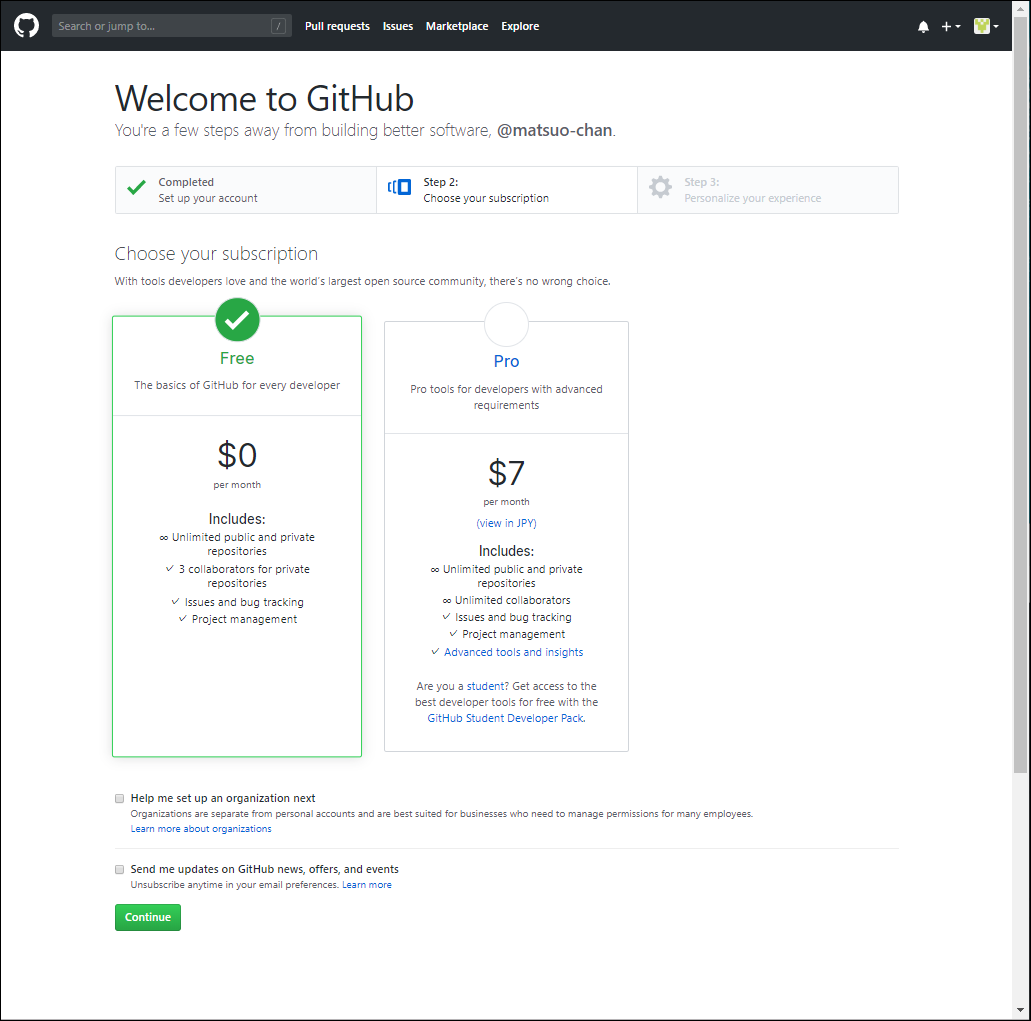 Search or jump to... /
Pull requests Issues Marketplace Explore
Welcome to GitHub
You're a few steps away from building better software, @matsuo-chan.
Completed
Set up your account
Step 2:
Choose your subscription
Step 3:
Personalize your experience
Choose your subscription
With tools developers love and the world's largest open source community, there's no wrong choice.
Free
The basics of GitHub for every developer
$0
per month
Includes:
∞ Unlimited public and private
repositories
✓ 3 collaborators for private
repositories
✓ Issues and bug tracking
✓ Project management
Pro
Pro tools for developers with advanced
requirements
$7
per month
(view in JPY)
Includes:
∞ Unlimited public and private
repositories
∞ Unlimited collaborators
✓ Issues and bug tracking
✓ Project management
✓ Advanced tools and insights
Are you a student? Get access to the
best developer tools for free with the
GitHub Student Developer Pack.
Help me set up an organization next
Organizations are separate from personal accounts and are best suited for businesses who need to manage permissions for many employees.
Learn more about organizations
Send me updates on GitHub news, offers, and events
Unsubscribe anytime in your email preferences. Learn more
Continue